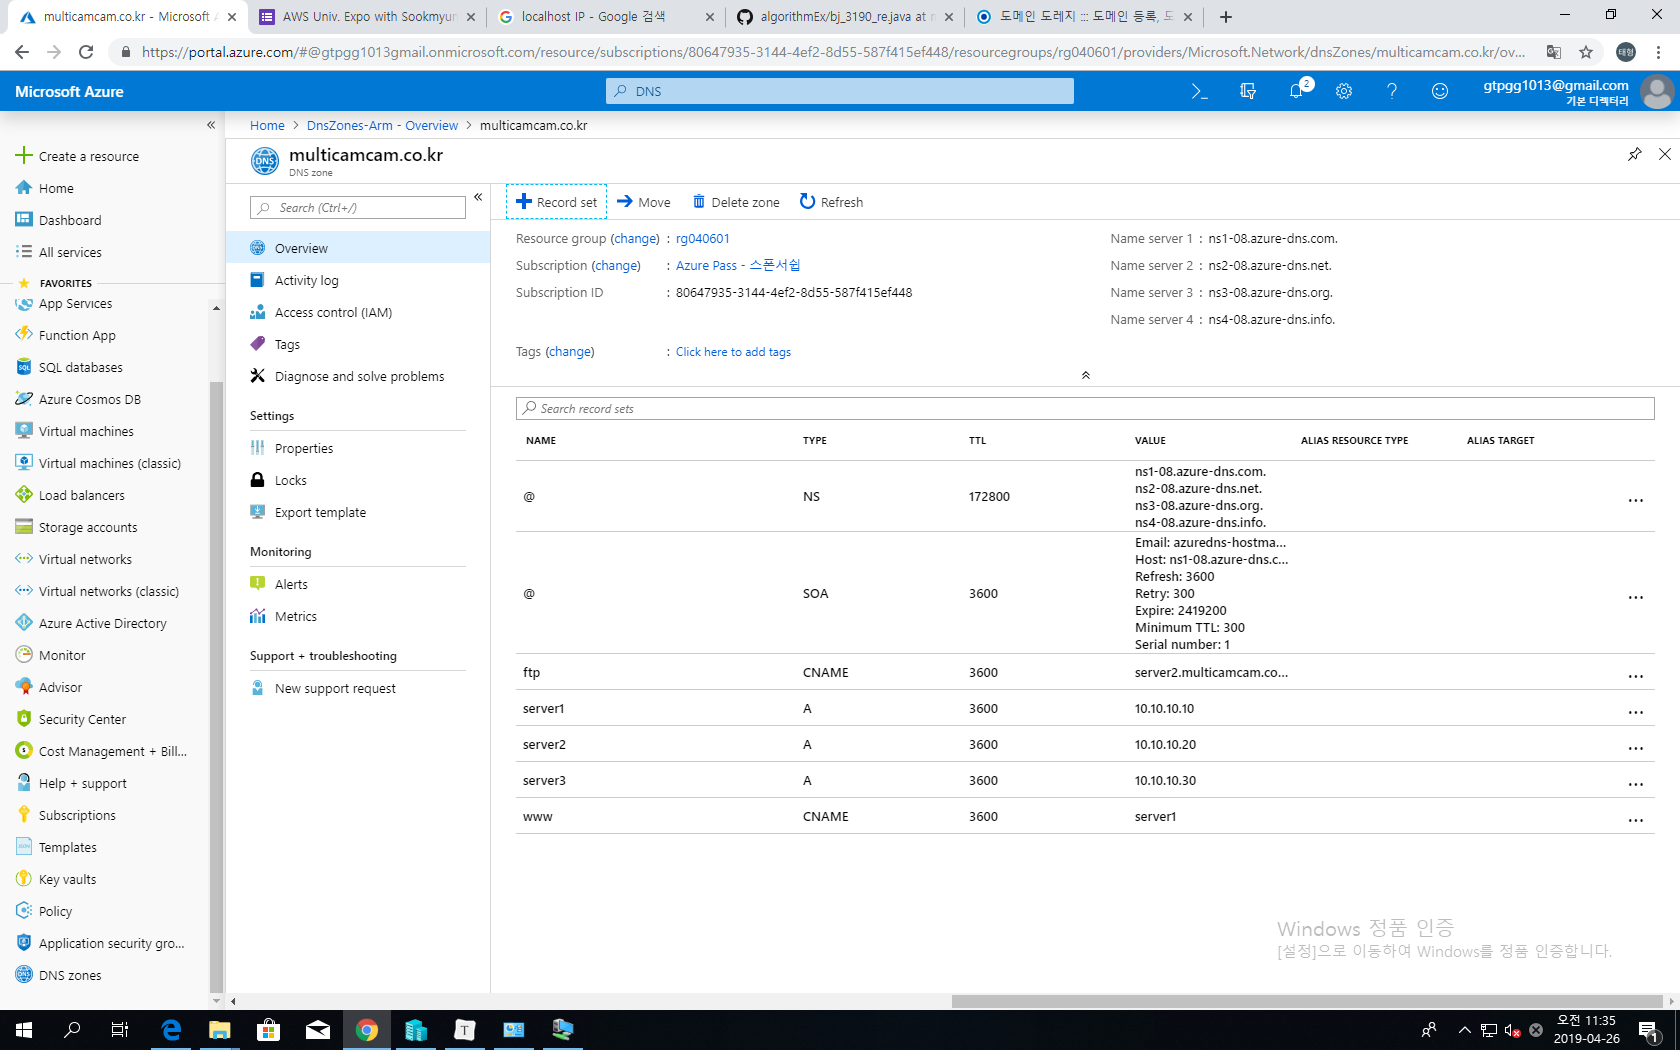 multicamcam.co.kr - Microsoft A
AWS Univ. Expo with Sookmyun
localhost IP - Google 검색
algorithmEx/bj_3190_re.java at m
도메인 도레지 ::: 도메인 등록, 도
https://portal.azure.com/#@gtpgg1013gmail.onmicrosoft.com/resource/subscriptions/80647935-3144-4ef2-8d55-587f415ef448/resourcegroups/rg040601/providers/Microsoft.Network/dnsZones/multicamcam.co.kr/ov...
태형
Microsoft Azure
DNS
2
gtpgg1013@gmail.com
기본 디렉터리
Home > DnsZones-Arm - Overview > multicamcam.co.kr
multicamcam.co.kr
DNS zone
Create a resource
Home
Dashboard
All services
FAVORITES
App Services
Function App
SQL databases
Azure Cosmos DB
Virtual machines
Virtual machines (classic)
Load balancers
Storage accounts
Virtual networks
Virtual networks (classic)
Azure Active Directory
Monitor
Advisor
Security Center
Cost Management + Bill...
Help + support
Subscriptions
Templates
Key vaults
Policy
Application security gro...
DNS zones
Search (Ctrl+/)
Overview
Activity log
Access control (IAM)
Tags
Diagnose and solve problems
Settings
Properties
Locks
Export template
Monitoring
Alerts
Metrics
Support + troubleshooting
New support request
Record set Move Delete zone Refresh
Resource group (change) : rg040601
Subscription (change) : Azure Pass - 스폰서쉽
Subscription ID : 80647935-3144-4ef2-8d55-587f415ef448
Tags (change) : Click here to add tags
Name server 1 : ns1-08.azure-dns.com.
Name server 2 : ns2-08.azure-dns.net.
Name server 3 : ns3-08.azure-dns.org.
Name server 4 : ns4-08.azure-dns.info.
Search record sets
NAME TYPE TTL VALUE ALIAS RESOURCE TYPE ALIAS TARGET
@ NS 172800 ns1-08.azure-dns.com.
ns2-08.azure-dns.net.
ns3-08.azure-dns.org.
ns4-08.azure-dns.info.
@ SOA 3600 Email: azuredns-hostma...
Host: ns1-08.azure-dns.c...
Refresh: 3600
Retry: 300
Expire: 2419200
Minimum TTL: 300
Serial number: 1
ftp CNAME 3600 server2.multicamcam.co...
server1 A 3600 10.10.10.10
server2 A 3600 10.10.10.20
server3 A 3600 10.10.10.30
www CNAME 3600 server1
Windows 정품 인증
[설정]으로 이동하여 Windows를 정품 인증합니다.
오전 11:35
2019-04-26
1